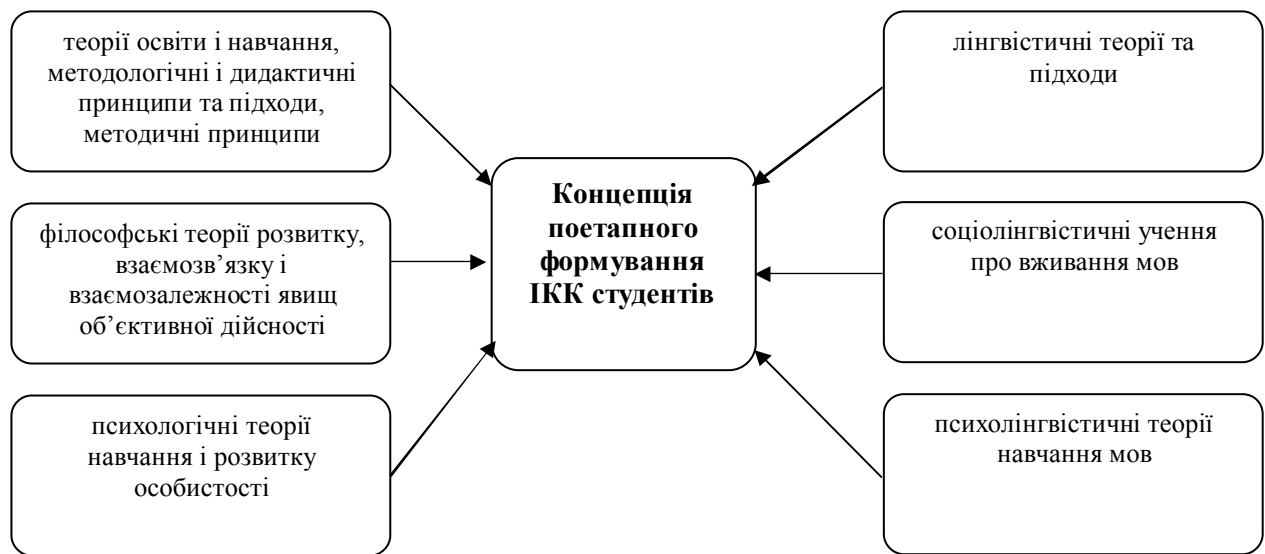 теорії освіти і навчання,
методологічні і дидактичні
принципи та підходи,
методичні принципи
філософські теорії розвитку,
взаємозв’язку і
взаємозалежності явищ
об’єктивної дійсності
психологічні теорії
навчання і розвитку
особистості
Концепція
поетапного
формування
ІКК студентів
лінгвістичні теорії та
підходи
соціолінгвістичні учення
про вживання мов
психолінгвістичні теорії
навчання мов